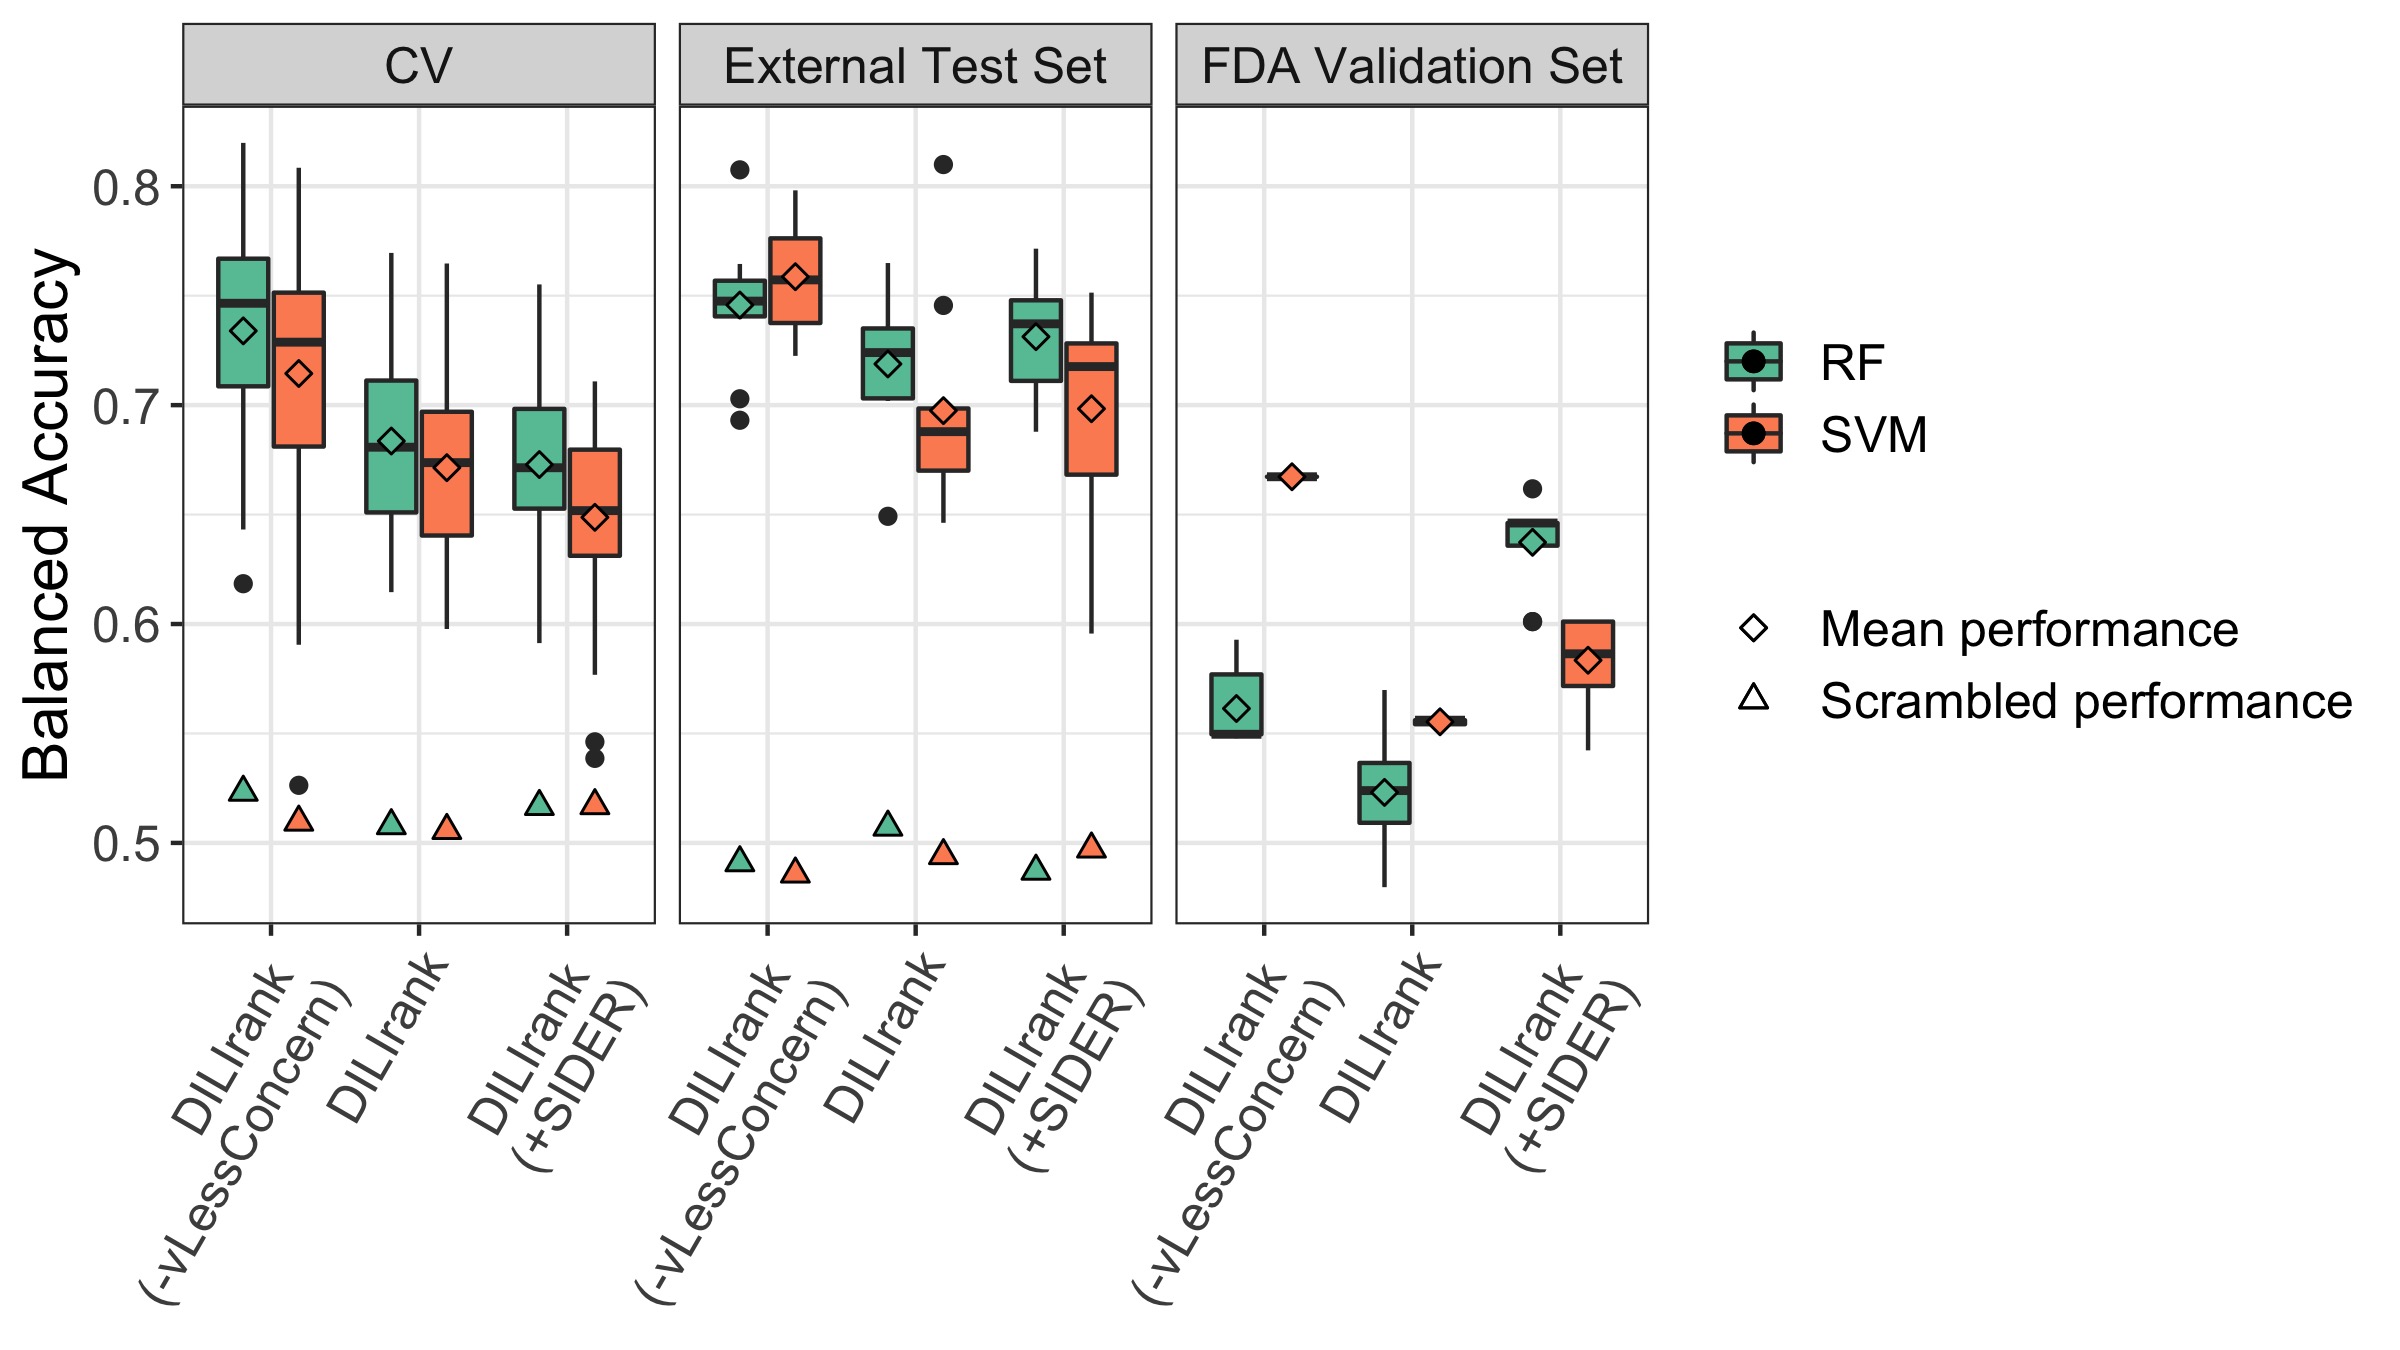 CV
External Test Set
FDA Validation Set
Balanced Accuracy
0.8
0.7
0.6
0.5
DILIrank
(-vLessConcern)
DILIrank
DILIrank
(+SIDER)
DILIrank
(-vLessConcern)
DILIrank
DILIrank
(+SIDER)
DILIrank
(-vLessConcern)
DILIrank
DILIrank
(+SIDER)
RF
SVM
Mean performance
Scrambled performance